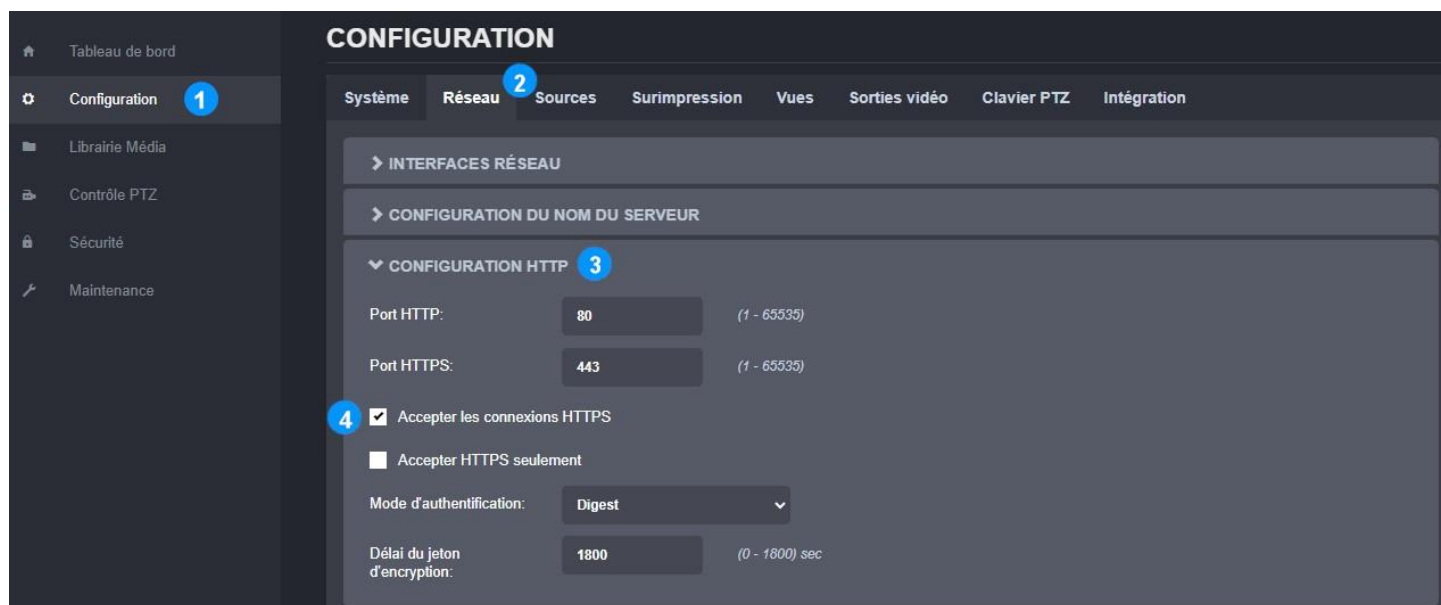 CONFIGURATION
Tableau de bord
Configuration 1
Librairie Média
Contrôle PTZ
Sécurité
Maintenance
Système Réseau 2 Sources Surimpression Vues Sorties vidéo Clavier PTZ Intégration
INTERFACES RÉSEAU
CONFIGURATION DU NOM DU SERVEUR
CONFIGURATION HTTP 3
Port HTTP: 80 (1 - 65535)
Port HTTPS: 443 (1 - 65535)
4 Accepter les connexions HTTPS
Accepter HTTPS seulement
Mode d'authentification: Digest
Délai du jeton
d'encryption: 1800 (0 - 1800) sec